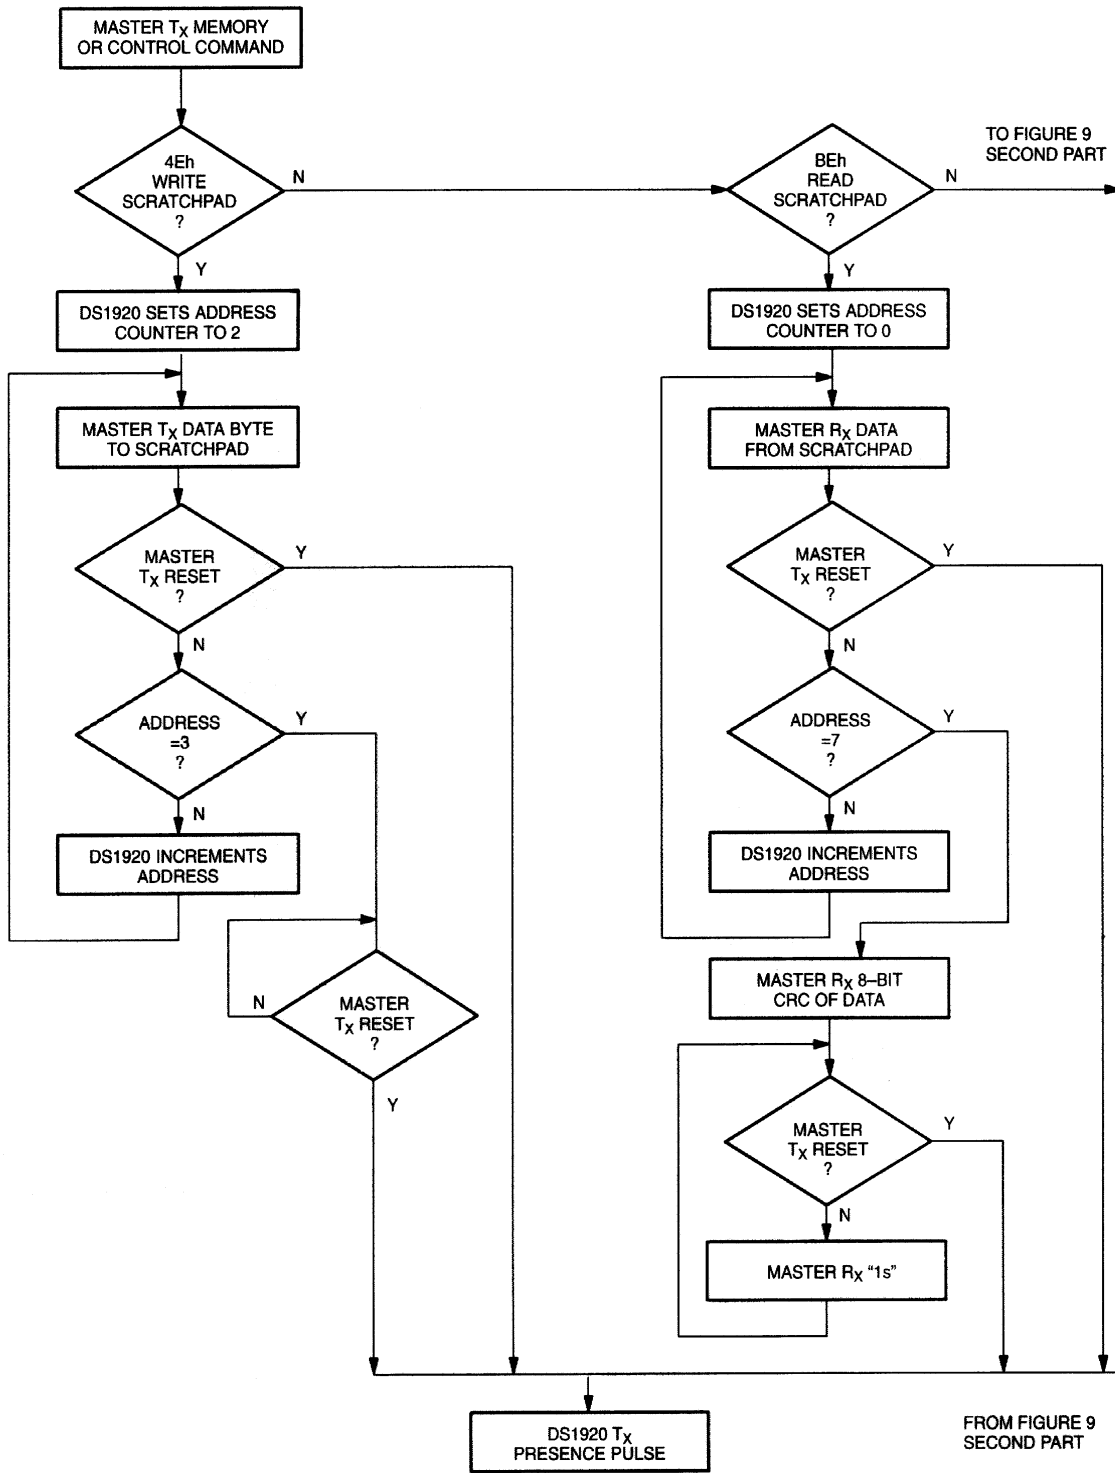 MASTER TX MEMORY
OR CONTROL COMMAND
4Eh
WRITE
SCRATCHPAD
?
N
Y
BEh
READ
SCRATCHPAD
?
N
Y
TO FIGURE 9
SECOND PART
DS1920 SETS ADDRESS
COUNTER TO 2
MASTER TX DATA BYTE
TO SCRATCHPAD
MASTER
TX RESET
?
Y
N
ADDRESS
=3
?
Y
N
DS1920 INCREMENTS
ADDRESS
MASTER
TX RESET
?
N
Y
DS1920 SETS ADDRESS
COUNTER TO 0
MASTER RX DATA
FROM SCRATCHPAD
MASTER
TX RESET
?
Y
N
ADDRESS
=7
?
Y
N
DS1920 INCREMENTS
ADDRESS
MASTER RX 8–BIT
CRC OF DATA
MASTER
TX RESET
?
Y
N
MASTER RX “1s”
DS1920 TX
PRESENCE PULSE
FROM FIGURE 9
SECOND PART